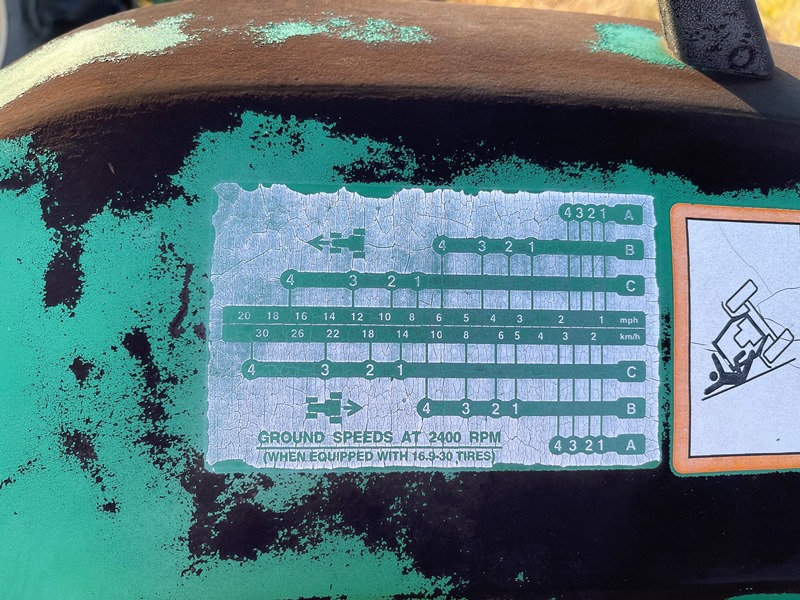 4 3 2 1 A
4 3 2 1 B
4 3 2 1 C
20 18 16 14 12 10 8 6 5 4 3 2 1 mph
30 26 22 18 14 10 8 6 5 4 3 2 km/h
4 3 2 1 C
4 3 2 1 B
4 3 2 1 A
GROUND SPEEDS AT 2400 RPM
(WHEN EQUIPPED WITH 16.9-30 TIRES)